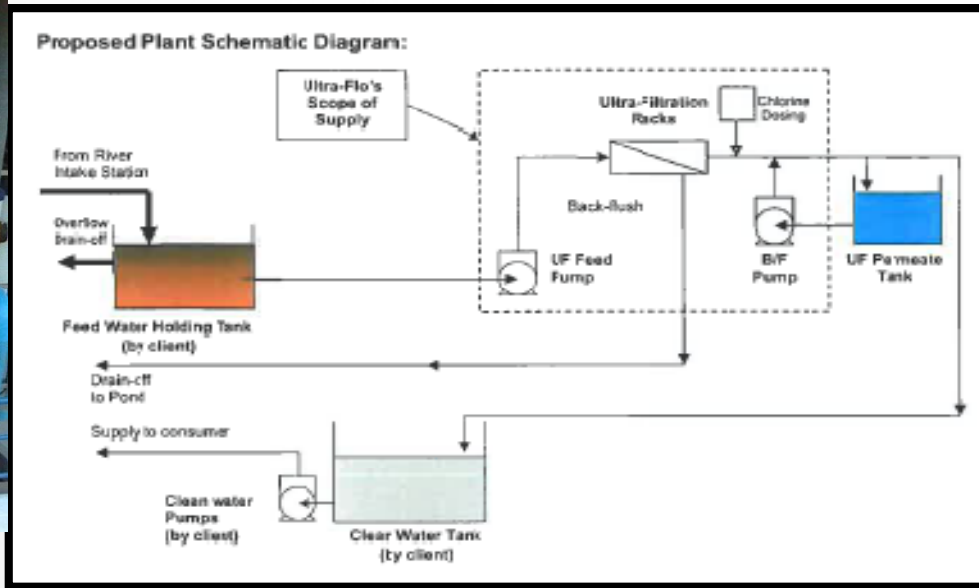 Proposed Plant Schematic Diagram:
Ultra-Flo's
Scope of
Supply
Ultra-Filtration
Racks
Chlorine
Dosing
From River
Intake Station
Overflow
Drain-off
Back-flush
UF Feed
Pump
B/F
Pump
UF Permeate
Tank
Feed Water Holding Tank
(by client)
Drain-off
to Pond
Supply to consumer
Clean water
Pumps
(by client)
Clear Water Tank
(by client)